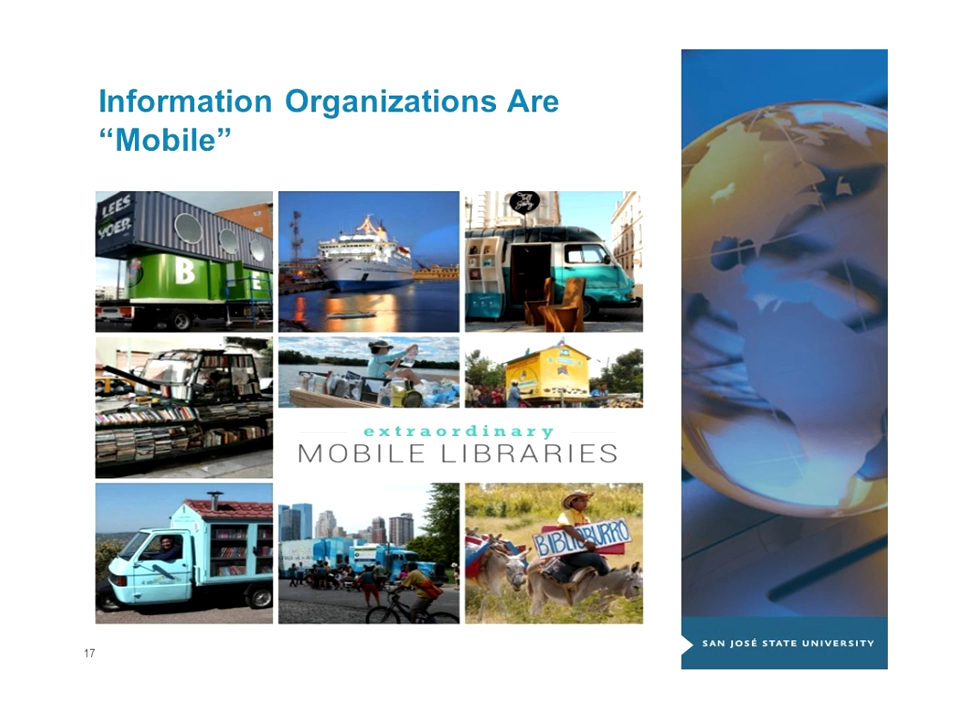 Information Organizations Are
“Mobile”
LEES
VOER
B
E
extraordinary
MOBILE LIBRARIES
BIBLIOBURRO
17
SAN JOSÉ STATE UNIVERSITY